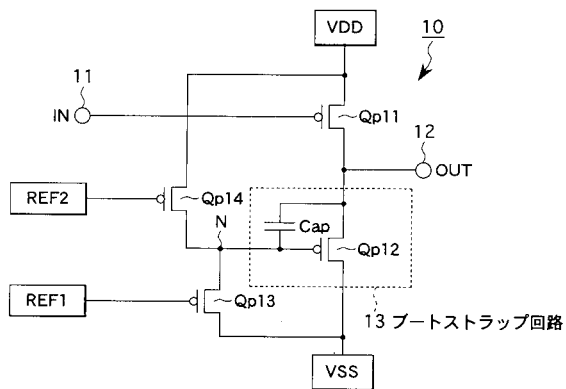 VDD
10
11
IN
Qp11
12
OUT
REF2
Qp14
N
Cap
Qp12
REF1
Qp13
13 ブートストラップ回路
VSS